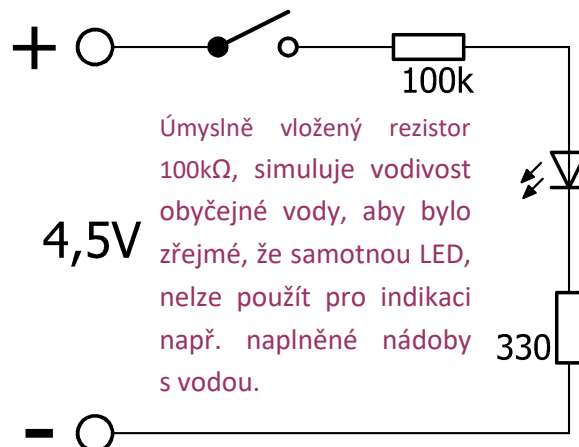 +
100k
Úmyslně vložený rezistor
100kΩ, simuluje vodivost
obyčejné vody, aby bylo
zřejmé, že samotnou LED,
nelze použít pro indikaci
např. naplněné nádoby
s vodou.
4,5V
330
-